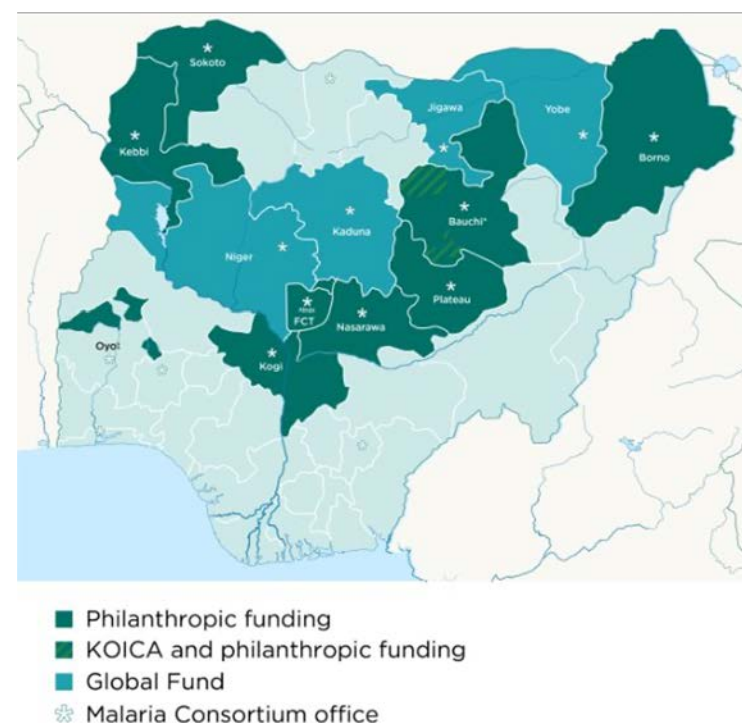 Sokoto
Kebbi
Jigawa
Yobe
Borno
Bauchi*
Kaduna
Niger
Plateau
FCT
Nasarawa
Oyo‡
Kogi
Philanthropic funding
KOICA and philanthropic funding
Global Fund
Malaria Consortium office